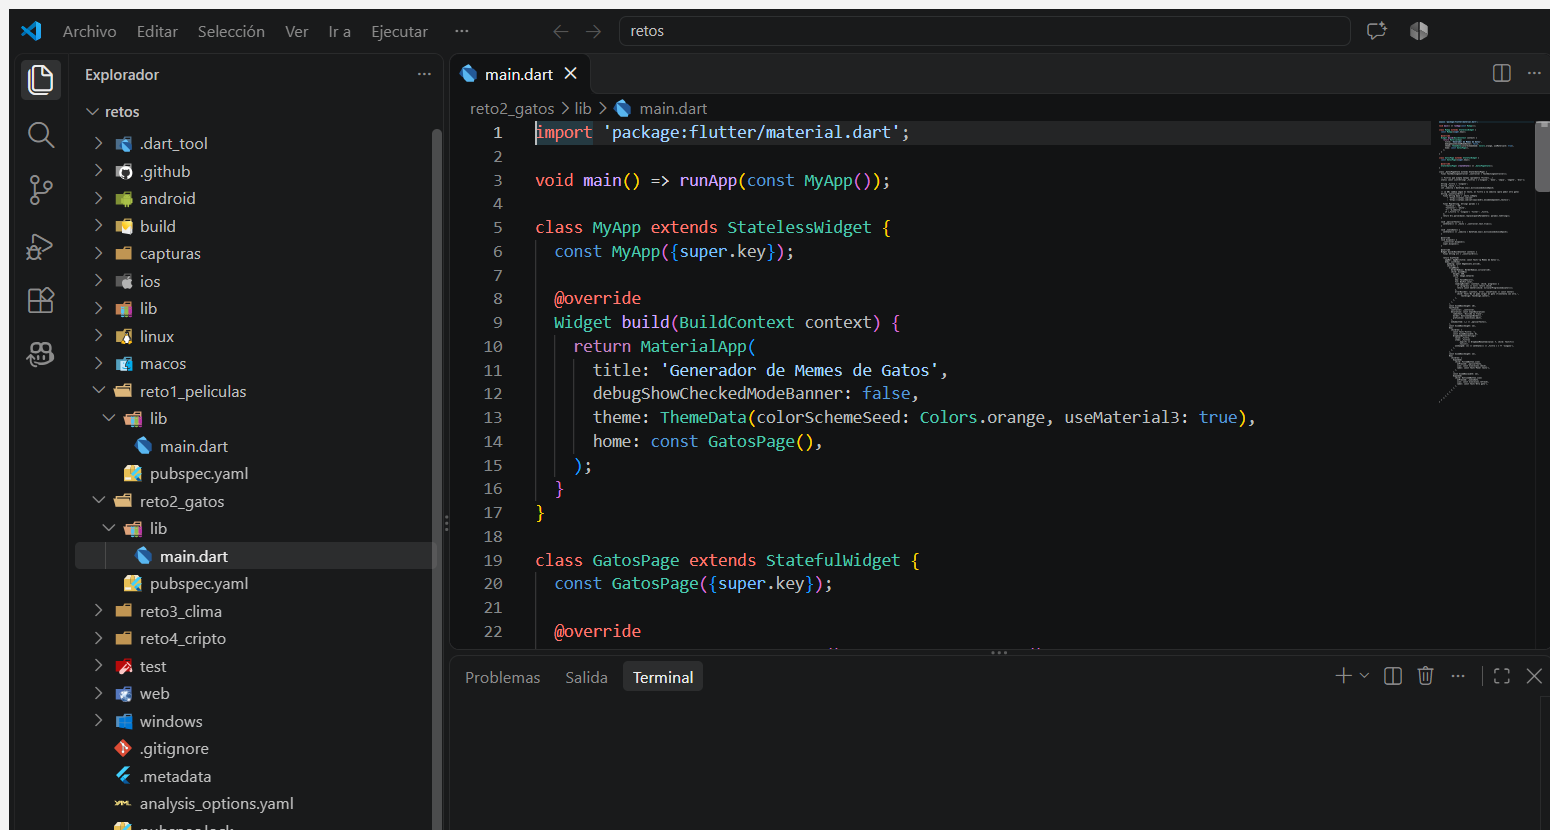 Archivo Editar Selección Ver Ir a Ejecutar ··· retos
Explorador ···
retos
.dart_tool
.github
android
build
capturas
ios
lib
linux
macos
reto1_peliculas
lib
main.dart
pubspec.yaml
reto2_gatos
lib
main.dart
pubspec.yaml
reto3_clima
reto4_cripto
test
web
windows
.gitignore
.metadata
analysis_options.yaml
pubspec.lock
main.dart
reto2_gatos > lib > main.dart
1 import 'package:flutter/material.dart';
2
3 void main() => runApp(const MyApp());
4
5 class MyApp extends StatelessWidget {
6 const MyApp({super.key});
7
8 @override
9 Widget build(BuildContext context) {
10 return MaterialApp(
11 title: 'Generador de Memes de Gatos',
12 debugShowCheckedModeBanner: false,
13 theme: ThemeData(colorSchemeSeed: Colors.orange, useMaterial3: true),
14 home: const GatosPage(),
15 );
16 }
17 }
18
19 class GatosPage extends StatefulWidget {
20 const GatosPage({super.key});
21
22 @override
Problemas Salida Terminal